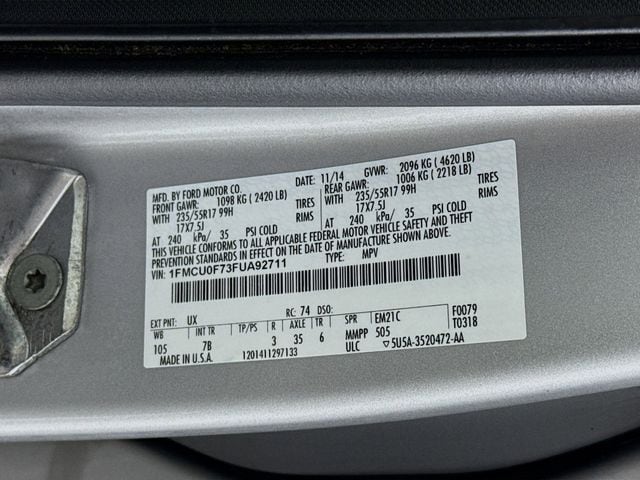 MFD. BY FORD MOTOR CO.
DATE: 11/14 GVWR: 2096 KG ( 4620 LB)
FRONT GAWR: 1098 KG ( 2420 LB) REAR GAWR: 1006 KG ( 2218 LB)
WITH 235/55R17 99H TIRES WITH 235/55R17 99H TIRES
17X7.5J RIMS 17X7.5J RIMS
AT 240 kPa/ 35 PSI COLD AT 240 kPa/ 35 PSI COLD
THIS VEHICLE CONFORMS TO ALL APPLICABLE FEDERAL MOTOR VEHICLE SAFETY AND THEFT
PREVENTION STANDARDS IN EFFECT ON THE DATE OF MANUFACTURE SHOWN ABOVE.
VIN: 1FMCU0F73FUA92711 TYPE: MPV
EXT PNT: UX RC: 74 DSO: F0079
WB INT TR TP/PS R AXLE TR SPR EM21C T0318
105 7B 3 35 6 MMPP 505
MADE IN U.S.A. 1201411297133 ULC ▽5U5A-3520472-AA